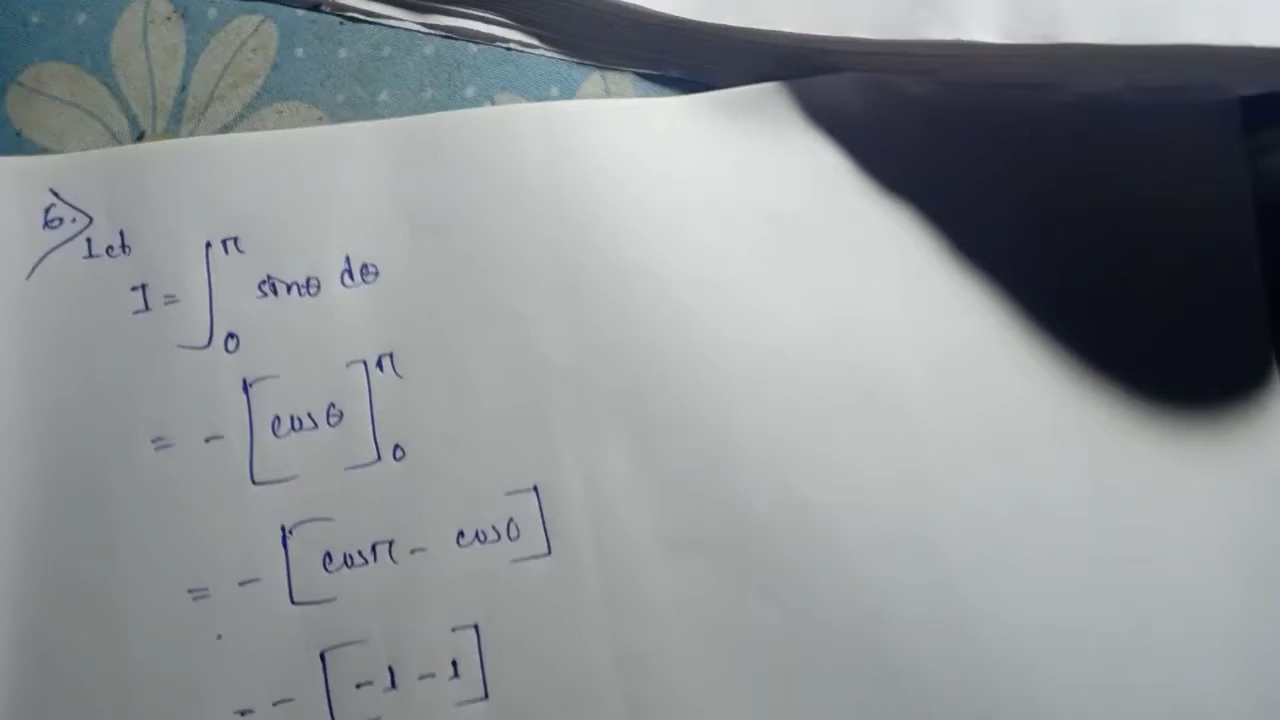 6.
Let
I = ∫₀^π sinθ dθ
= - [cosθ]₀^π
= - [cosπ - cos0]
= - [-1 - 1]